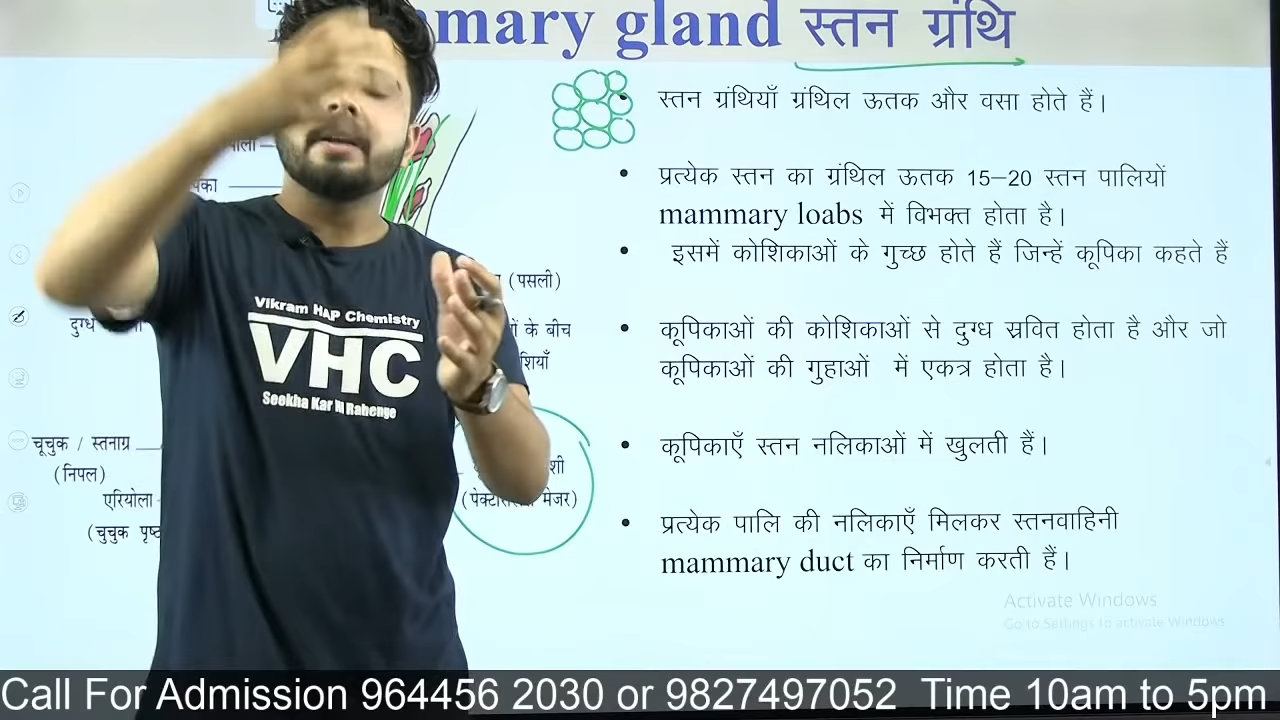 mary gland स्तन ग्रंथि
स्तन ग्रंथियाँ ग्रंथिल ऊतक और वसा होते हैं।
प्रत्येक स्तन का ग्रंथिल ऊतक 15–20 स्तन पालियों
mammary loabs में विभक्त होता है।
इसमें कोशिकाओं के गुच्छ होते हैं जिन्हें कूपिका कहते हैं
कूपिकाओं की कोशिकाओं से दुग्ध स्रवित होता है और जो
कूपिकाओं की गुहाओं में एकत्र होता है।
कूपिकाएँ स्तन नलिकाओं में खुलती हैं।
प्रत्येक पालि की नलिकाएँ मिलकर स्तनवाहिनी
mammary duct का निर्माण करती हैं।
(पसली)
दुग्ध
के बीच
चूचुक / स्तनाग्र
(निपल)
एरियोला
(चुचुक पृष्ठ
मेजर)
Vikram HAP Chemistry
VHC
Seekha Kar Hi Rahenge
Activate Windows
Go to Settings to activate Windows.
Call For Admission 964456 2030 or 9827497052 Time 10am to 5pm